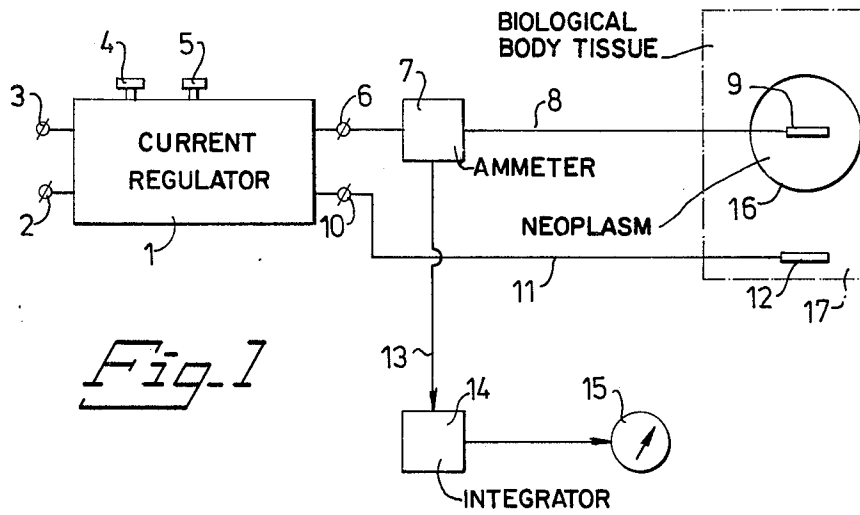 BIOLOGICAL
BODY TISSUE
4
5
3
6
7
8
9
CURRENT
REGULATOR
AMMETER
2
1
10
NEOPLASM
16
11
12
17
Fig. 1
13
14
15
INTEGRATOR